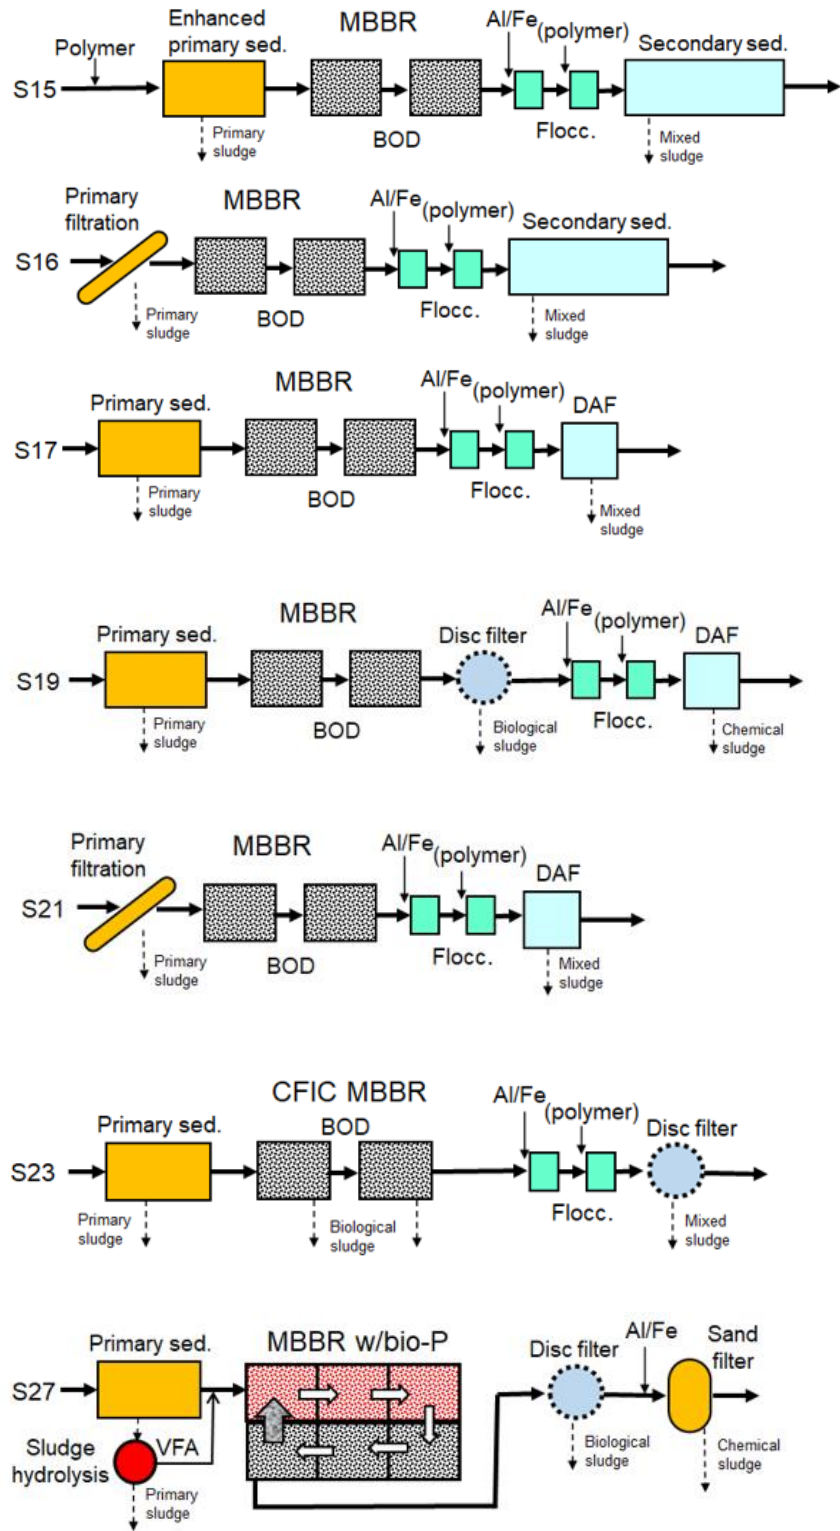 Enhanced
primary sed.
MBBR
Al/Fe
(polymer)
Secondary sed.
Polymer
S15
Primary
sludge
BOD
Flocc.
Mixed
sludge
Primary
filtration
MBBR
Al/Fe
(polymer)
Secondary sed.
S16
Primary
sludge
BOD
Flocc.
Mixed
sludge
Primary sed.
MBBR
Al/Fe
(polymer)
DAF
S17
Primary
sludge
BOD
Flocc.
Mixed
sludge
Primary sed.
MBBR
Disc filter
Al/Fe
(polymer)
DAF
S19
Primary
sludge
BOD
Biological
sludge
Flocc.
Chemical
sludge
Primary
filtration
MBBR
Al/Fe
(polymer)
DAF
S21
Primary
sludge
BOD
Flocc.
Mixed
sludge
Primary sed.
CFIC MBBR
BOD
Al/Fe
(polymer)
Disc filter
S23
Primary
sludge
Biological
sludge
Flocc.
Mixed
sludge
Primary sed.
MBBR w/bio-P
Disc filter
Al/Fe
Sand
filter
S27
Sludge
hydrolysis
VFA
Primary
sludge
Biological
sludge
Chemical
sludge